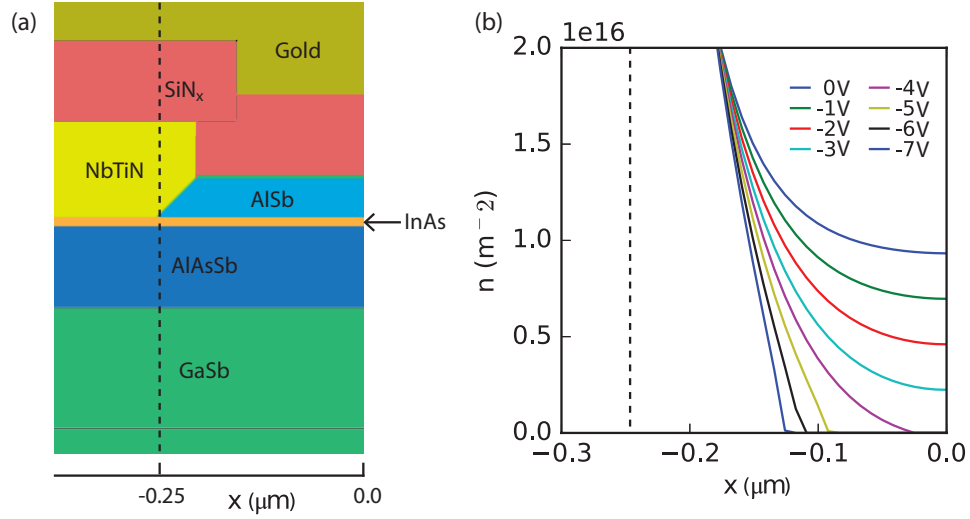 (a)
Gold
SiNₓ
NbTiN
AlSb
InAs
AlAsSb
GaSb
-0.25
0.0
x (μm)
(b)
1e16
2.0
1.5
1.0
0.5
0.0
n (m⁻²)
0V
-1V
-2V
-3V
-4V
-5V
-6V
-7V
−0.3
−0.2
−0.1
0.0
x (μm)